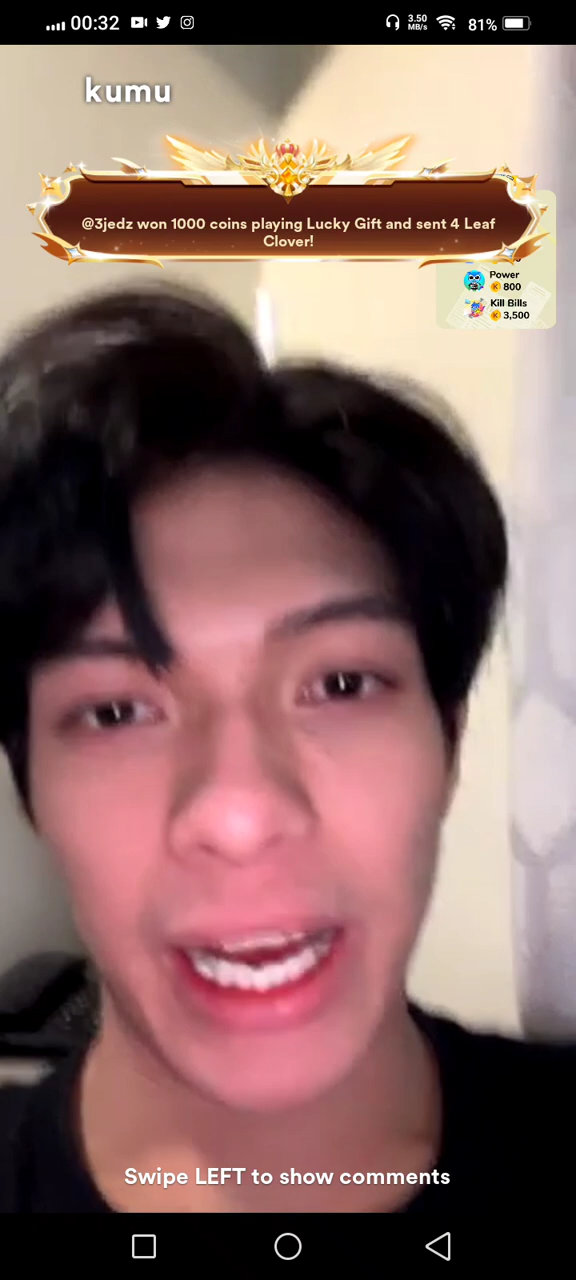 00:32
3.50
MB/s
81%
kumu
@3jedz won 1000 coins playing Lucky Gift and sent 4 Leaf
Clover!
Power
800
Kill Bills
3,500
Swipe LEFT to show comments